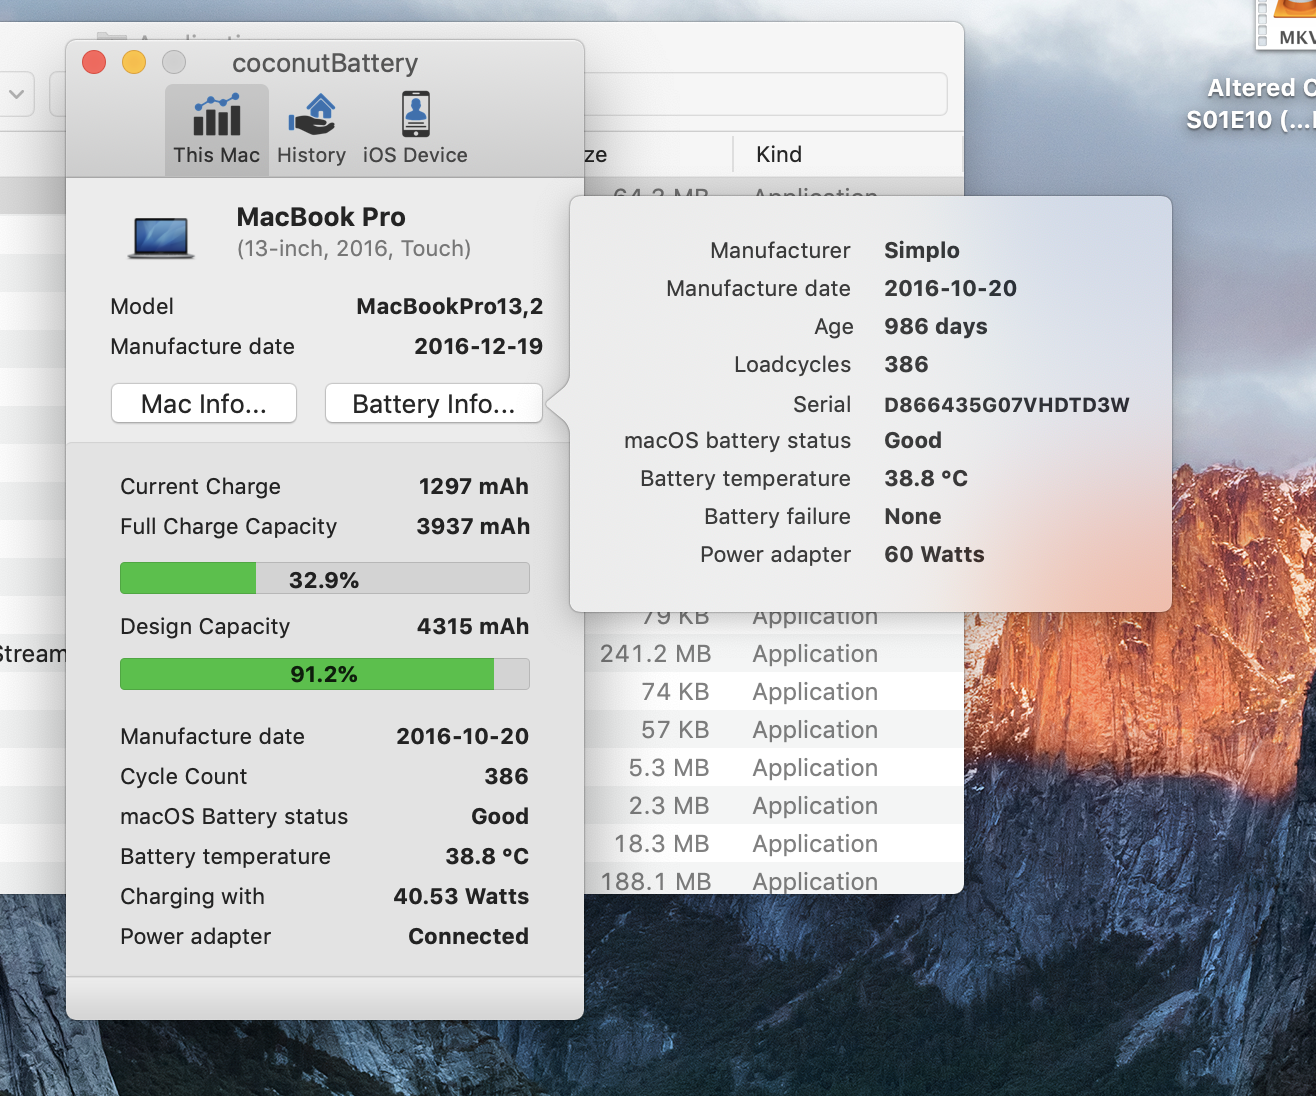 coconutBattery
This Mac
History
iOS Device
MacBook Pro
(13-inch, 2016, Touch)
Model MacBookPro13,2
Manufacture date 2016-12-19
Mac Info...
Battery Info...
Current Charge 1297 mAh
Full Charge Capacity 3937 mAh
32.9%
Design Capacity 4315 mAh
91.2%
Manufacture date 2016-10-20
Cycle Count 386
macOS Battery status Good
Battery temperature 38.8 °C
Charging with 40.53 Watts
Power adapter Connected
Manufacturer Simplo
Manufacture date 2016-10-20
Age 986 days
Loadcycles 386
Serial D866435G07VHDTD3W
macOS battery status Good
Battery temperature 38.8 °C
Battery failure None
Power adapter 60 Watts
Kind
Application
79 KB Application
241.2 MB Application
74 KB Application
57 KB Application
5.3 MB Application
2.3 MB Application
18.3 MB Application
188.1 MB Application
MKV
Altered
S01E10 (...